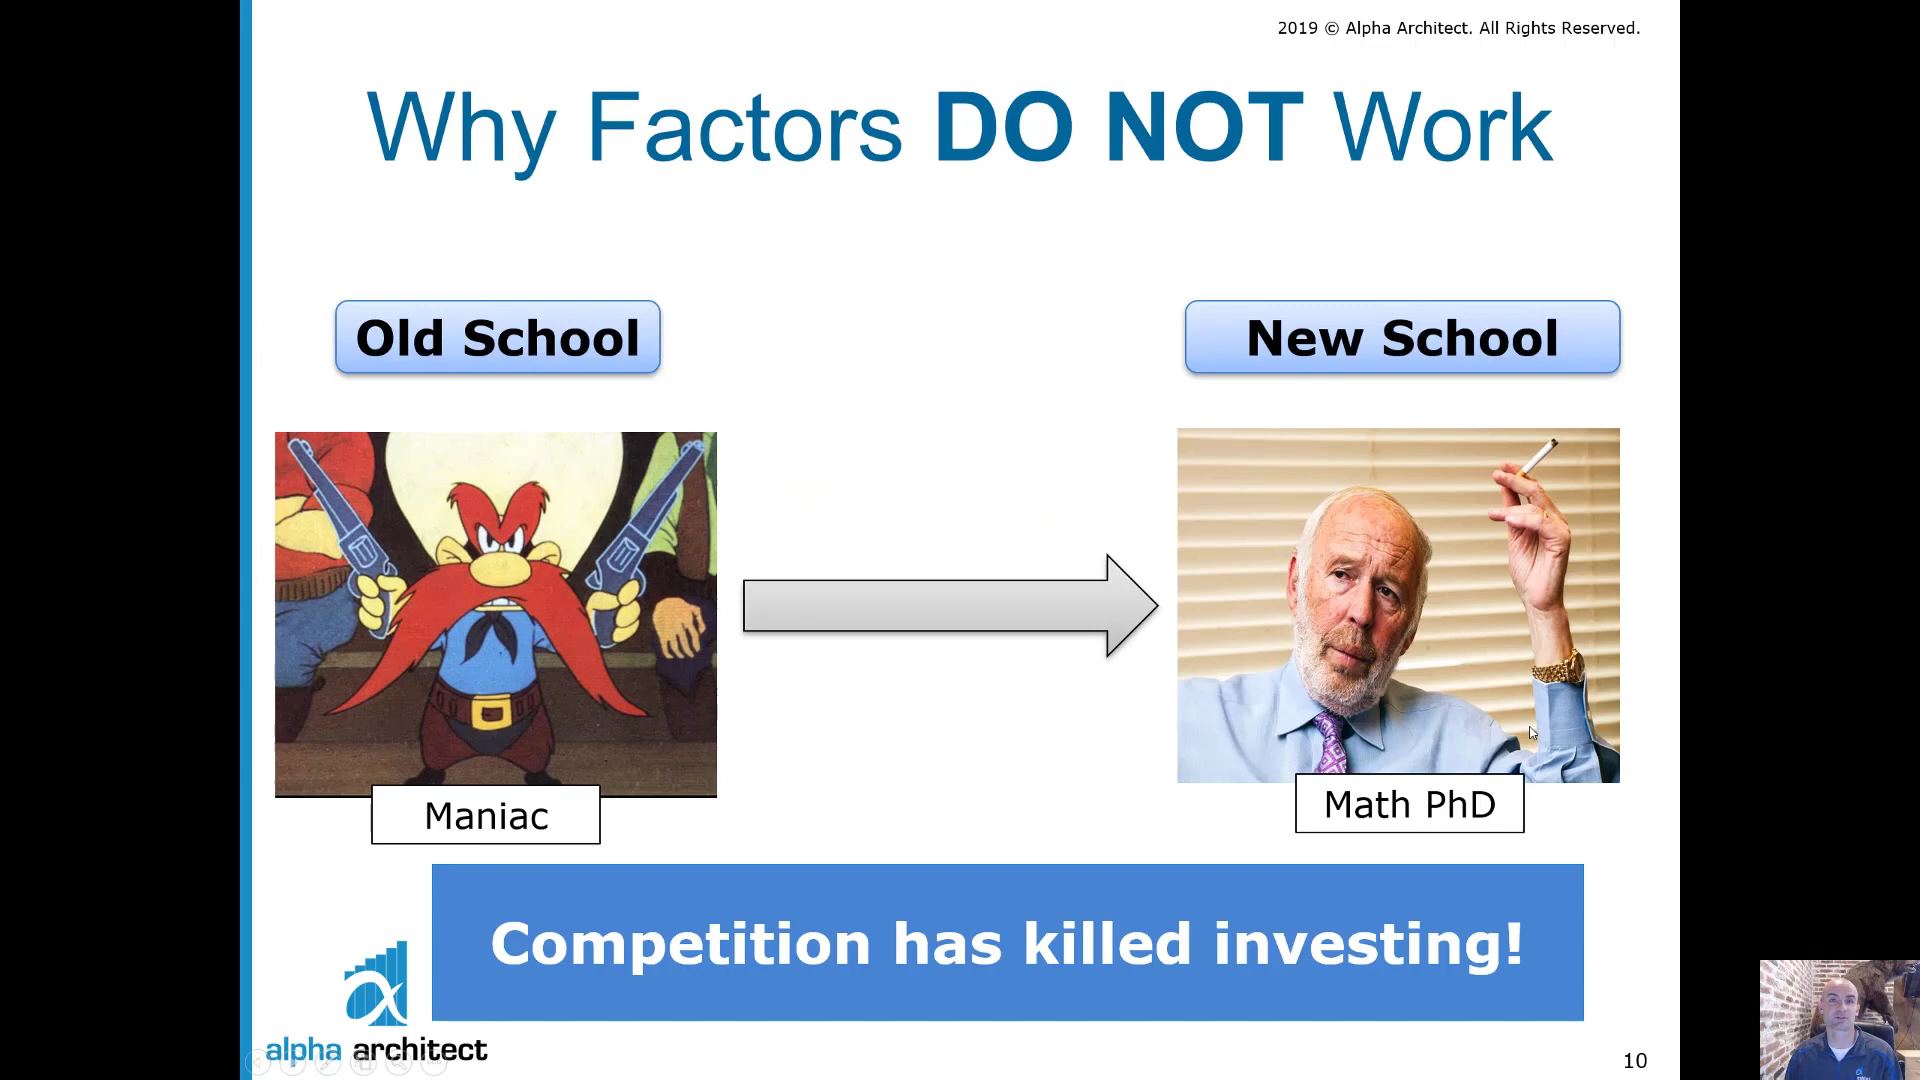 2019 © Alpha Architect. All Rights Reserved.
Why Factors DO NOT Work
Old School
New School
Maniac
Math PhD
Competition has killed investing!
alpha architect
10